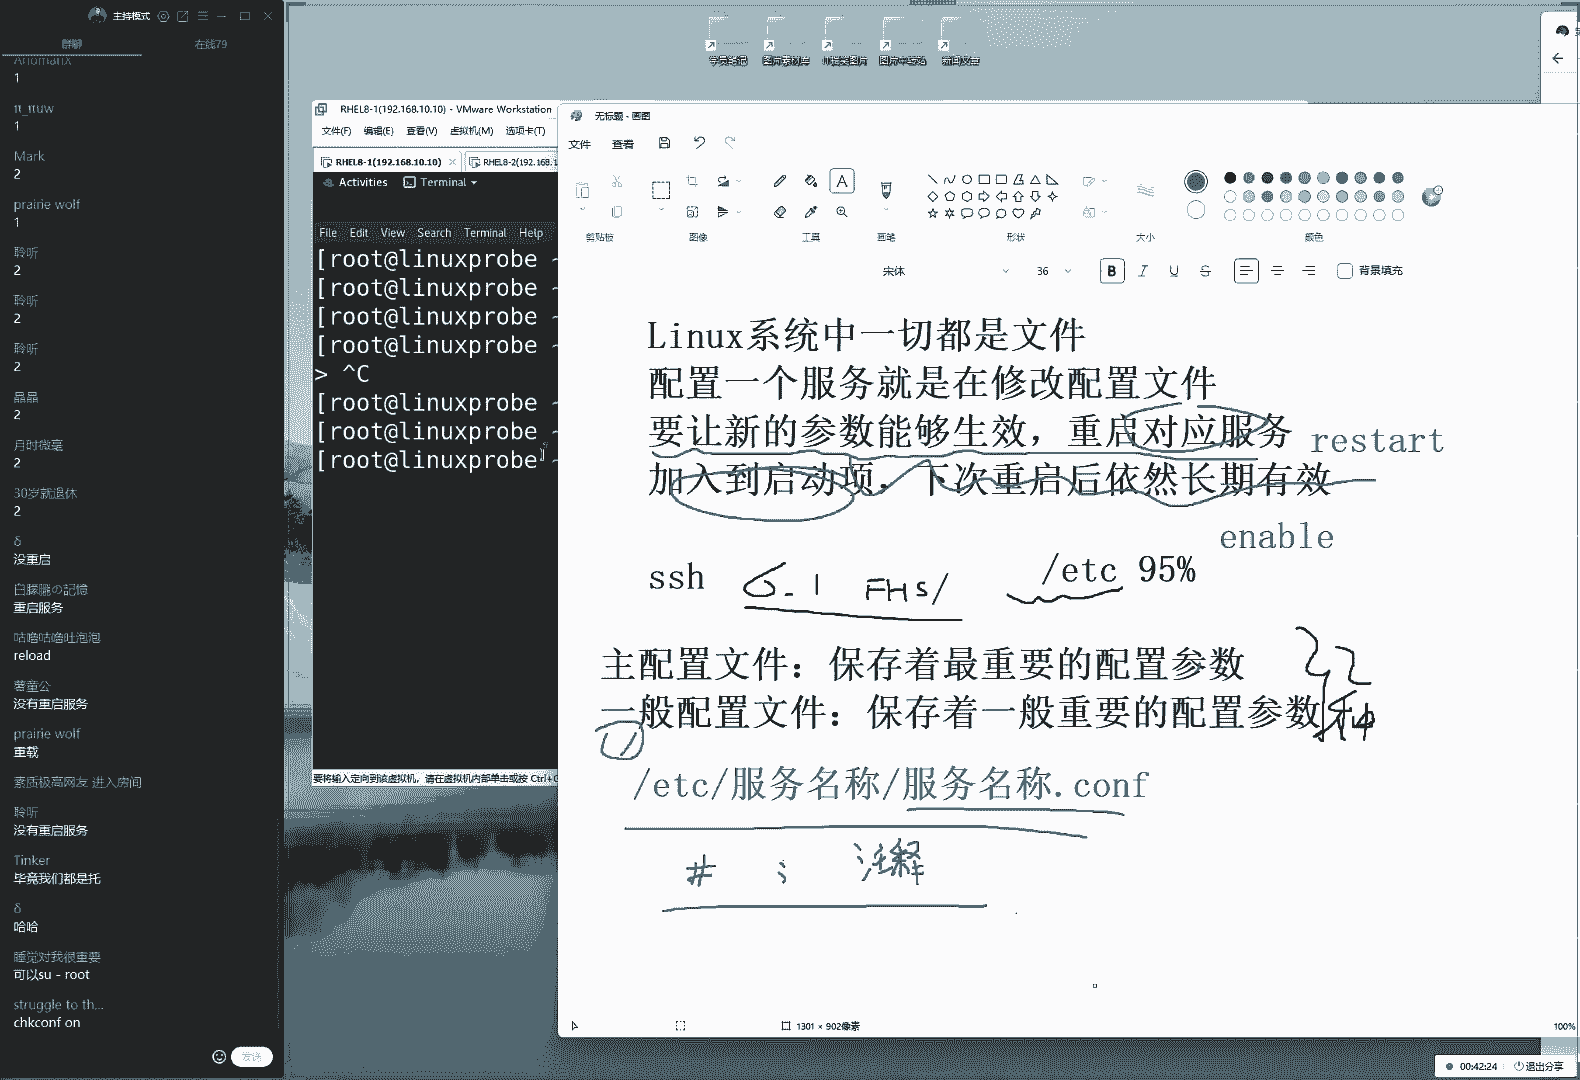 主持模式
群聊
在线79
1
tt_ttuw
1
Mark
2
prairie wolf
1
聆听
2
聆听
2
聆听
2
晶晶
2
月时微毫
2
30岁就退休
2
δ
没重启
白朦朧の記憶
重启服务
咕噜咕噜吐泡泡
reload
薯童公
没有重启服务
prairie wolf
重载
素质极高网友 进入房间
聆听
没有重启服务
Tinker
毕竟我们都是托
δ
哈哈
睡觉对我很重要
可以su - root
struggle to th...
chkconf on
发送
学员笔记
图片素材库
新闻文章
RHEL8-1(192.168.10.10) - VMware Workstation
文件(F) 编辑(E) 查看(V) 虚拟机(M) 选项卡(T)
RHEL8-1(192.168.10.10) × RHEL8-2(192.168.1
Activities Terminal
File Edit View Search Terminal Help
[root@linuxprobe ~
[root@linuxprobe ~
[root@linuxprobe ~
[root@linuxprobe ~
> ^C
[root@linuxprobe ~
[root@linuxprobe ~
[root@linuxprobe ~
要将输入定向到该虚拟机，请在虚拟机内部单击或按 Ctrl+G
无标题 - 画图
文件 查看
剪贴板 图像 工具 画笔 形状 大小 颜色
宋体 36 B I U S 背景填充
Linux系统中一切都是文件
配置一个服务就是在修改配置文件
要让新的参数能够生效，重启对应服务 restart
加入到启动项，下次重启后依然长期有效
enable
ssh 6.1 FHS/ /etc 95%
主配置文件：保存着最重要的配置参数
一般配置文件：保存着一般重要的配置参数
/etc/服务名称/服务名称.conf
# ; 注释
1301 × 902像素
100%
00:42:24 退出分享